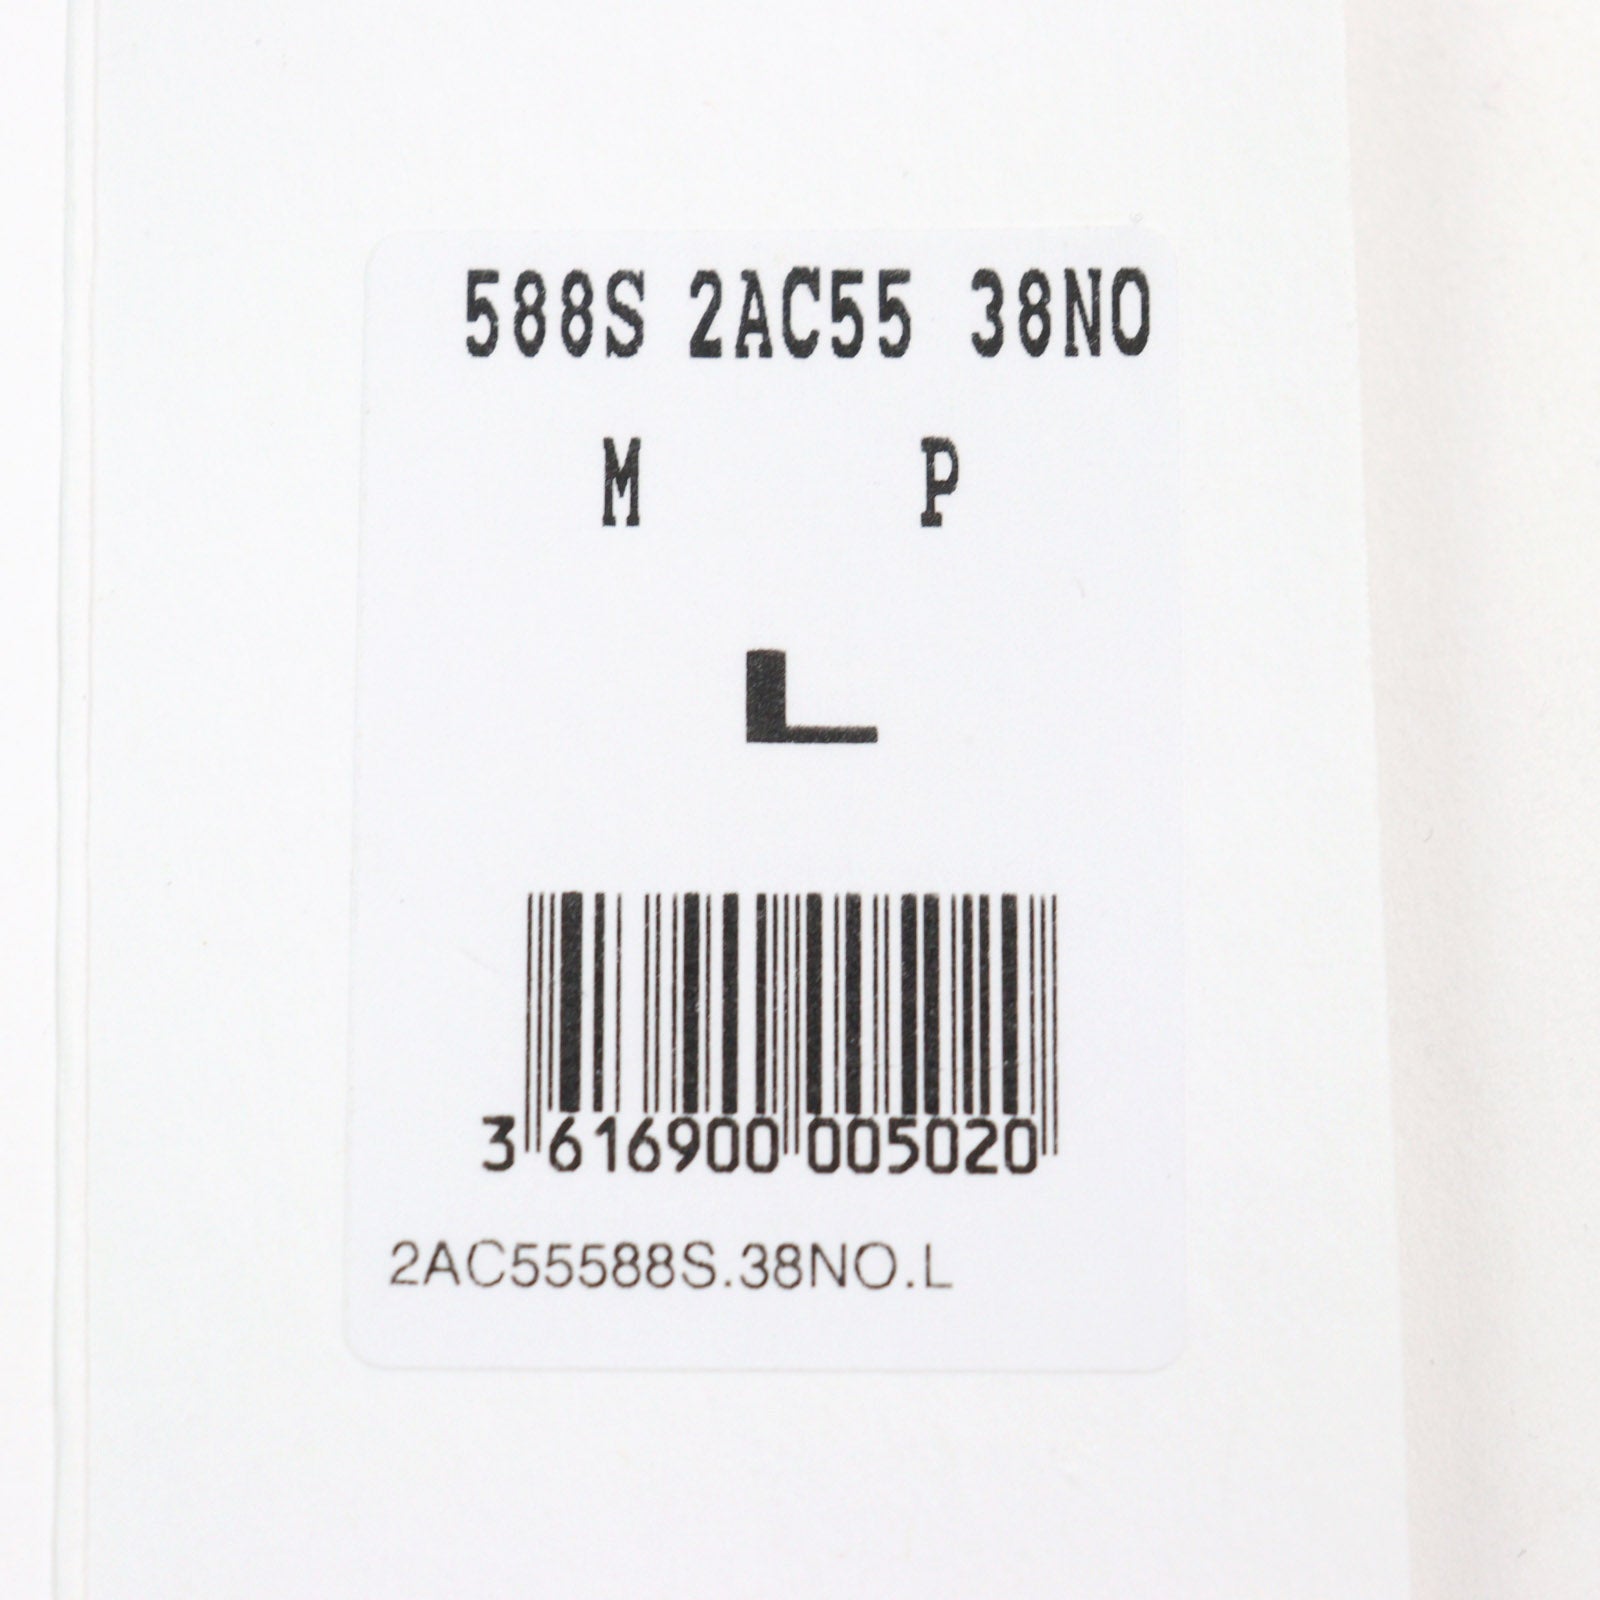 588S 2AC55 38NO
M P
L
3 616900 005020
2AC55588S.38NO.L